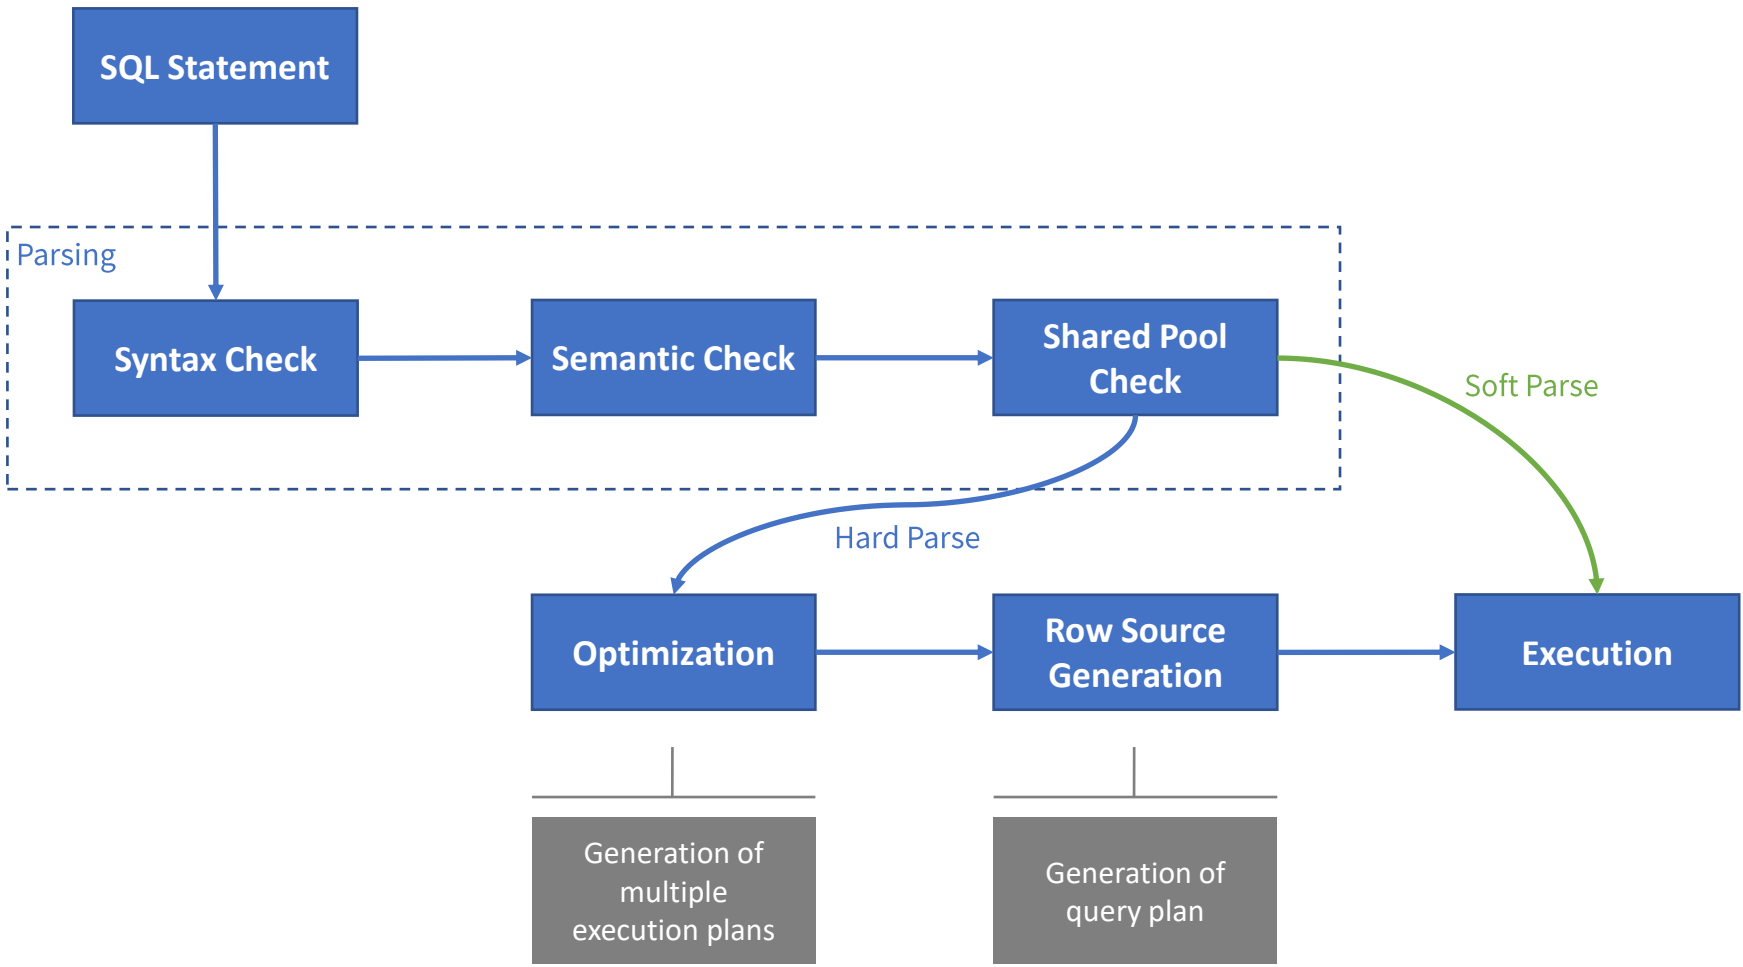 SQL Statement
Parsing
Syntax Check
Semantic Check
Shared Pool
Check
Soft Parse
Hard Parse
Optimization
Row Source
Generation
Execution
Generation of
multiple
execution plans
Generation of
query plan